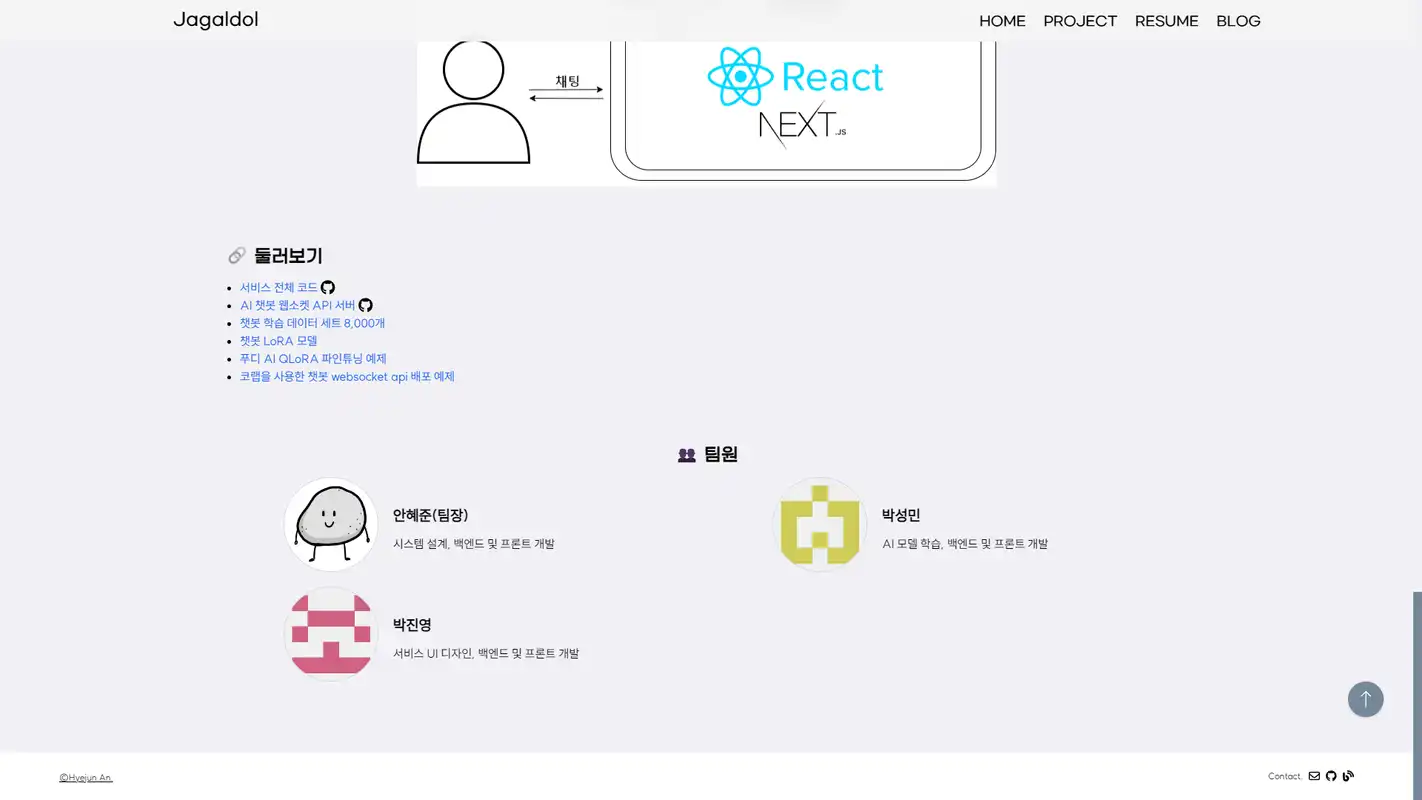 Jagaldol
HOME PROJECT RESUME BLOG
채팅
React
NEXT.JS
둘러보기
서비스 전체 코드
AI 챗봇 웹소켓 API 서버
챗봇 학습 데이터 세트 8,000개
챗봇 LoRA 모델
푸디 AI QLoRA 파인튜닝 예제
코랩을 사용한 챗봇 websocket api 배포 예제
팀원
안혜준(팀장)
시스템 설계, 백엔드 및 프론트 개발
박성민
AI 모델 학습, 백엔드 및 프론트 개발
박진영
서비스 UI 디자인, 백엔드 및 프론트 개발
©Hyejun An.
Contact.